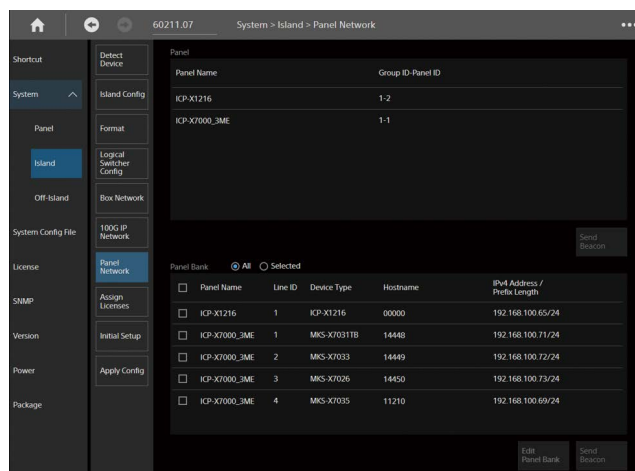 60211.07 System > Island > Panel Network
Shortcut
System
Panel
Island
Off-Island
System Config File
License
SNMP
Version
Power
Package
Detect
Device
Island Config
Format
Logical
Switcher
Config
Box Network
100G IP
Network
Panel
Network
Assign
Licenses
Initial Setup
Apply Config
Panel
Panel Name Group ID-Panel ID
ICP-X1216 1-2
ICP-X7000_3ME 1-1
Send
Beacon
Panel Bank All Selected
Panel Name Line ID Device Type Hostname IPv4 Address /
Prefix Length
ICP-X1216 1 ICP-X1216 00000 192.168.100.65/24
ICP-X7000_3ME 1 MKS-X7031TB 14448 192.168.100.71/24
ICP-X7000_3ME 2 MKS-X7033 14449 192.168.100.72/24
ICP-X7000_3ME 3 MKS-X7026 14450 192.168.100.73/24
ICP-X7000_3ME 4 MKS-X7035 11210 192.168.100.69/24
Edit
Panel Bank
Send
Beacon